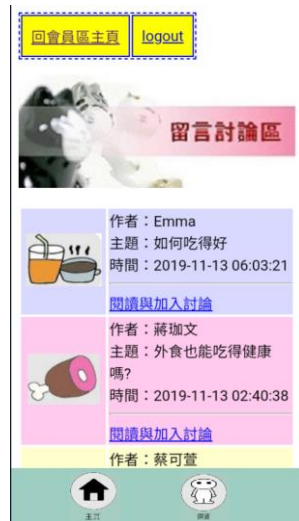 回會員區主頁
logout
留言討論區
作者：Emma
主題：如何吃得好
時間：2019-11-13 06:03:21
閱讀與加入討論
作者：蔣珈文
主題：外食也能吃得健康
嗎?
時間：2019-11-13 02:40:38
閱讀與加入討論
作者：蔡可萱
主頁